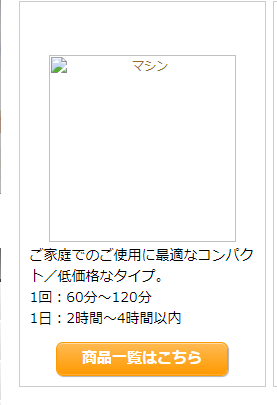 マシン
ご家庭でのご使用に最適なコンパク
ト／低価格なタイプ。
1回：60分～120分
1日：2時間～4時間以内
商品一覧はこちら